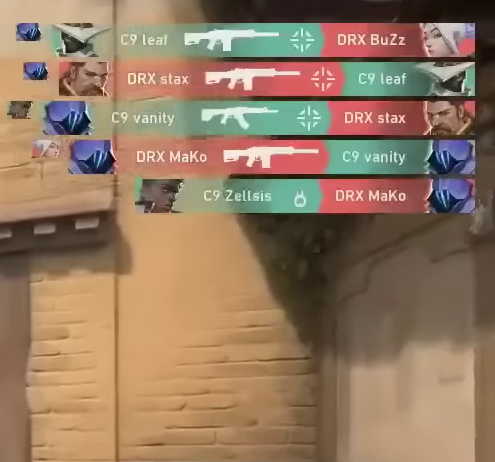 C9 leaf DRX BuZz
DRX stax C9 leaf
C9 vanity DRX stax
DRX MaKo C9 vanity
C9 Zellsis DRX MaKo